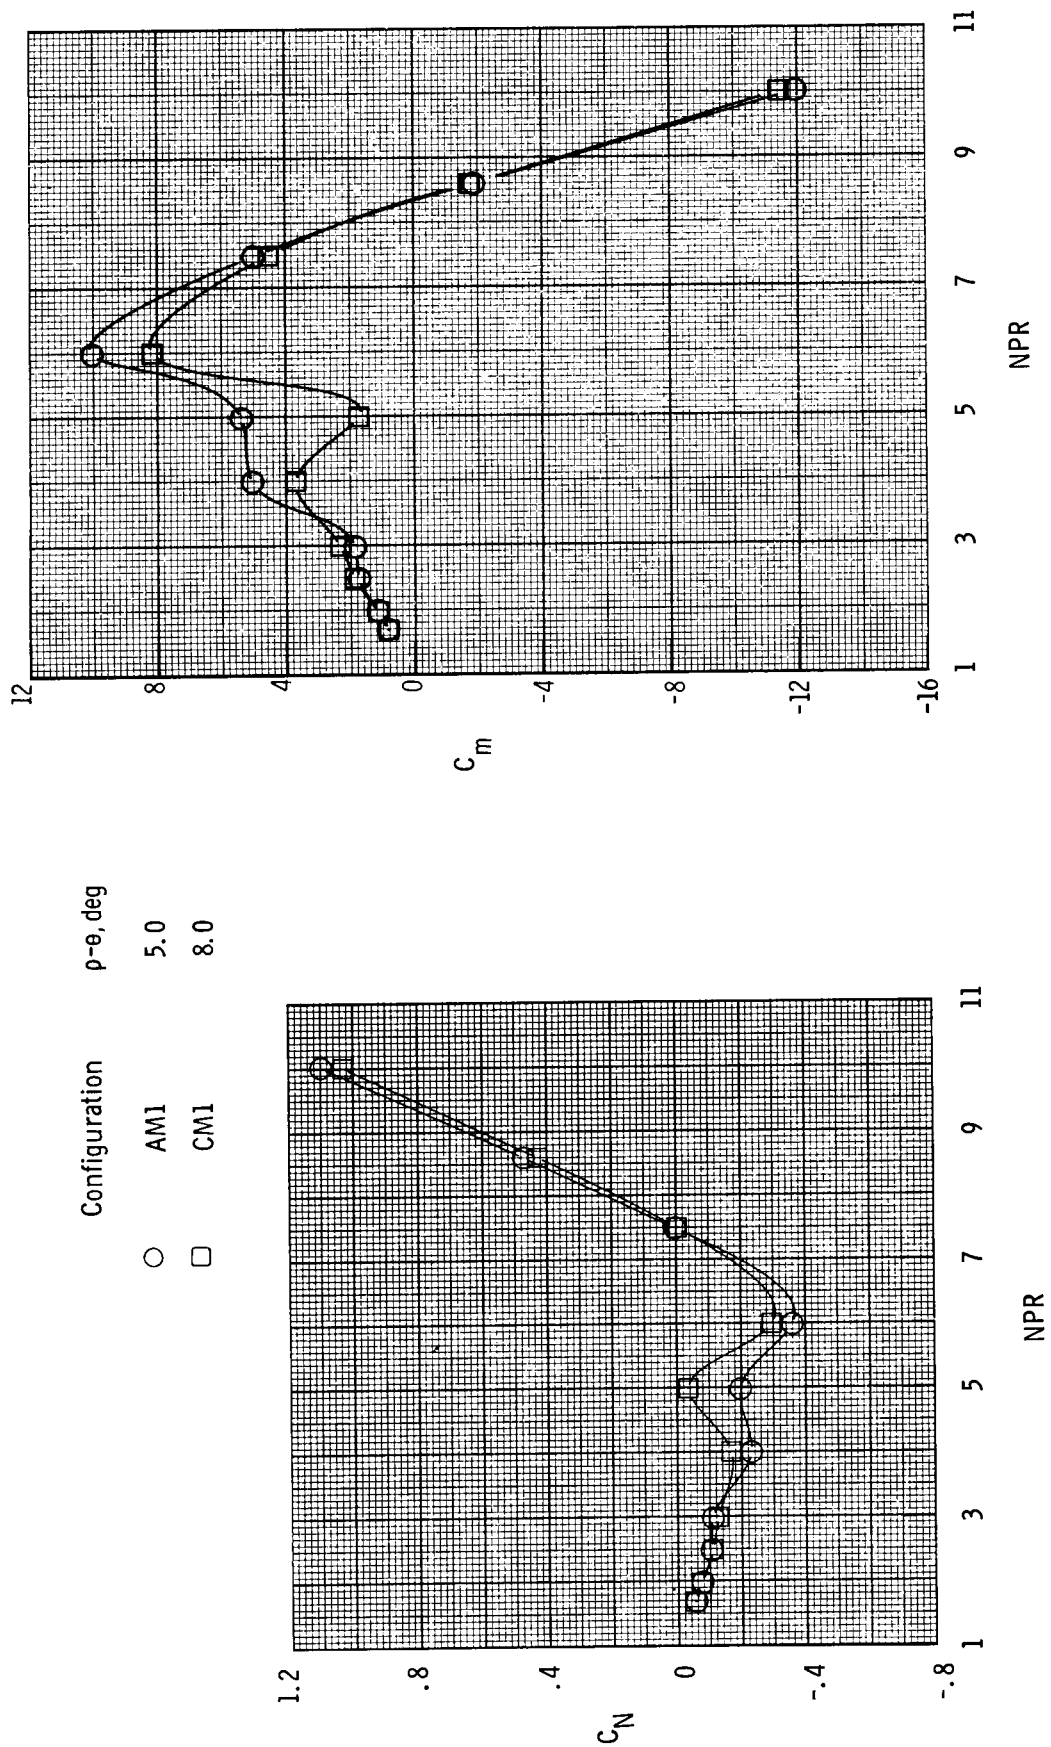 Configuration ρ-θ, deg
AM1 5.0
CM1 8.0
1.2
.8
.4
0
-.4
-.8
C_N
1 3 5 7 9 11
NPR
12
8
4
0
-4
-8
-12
-16
C_m
1 3 5 7 9 11
NPR